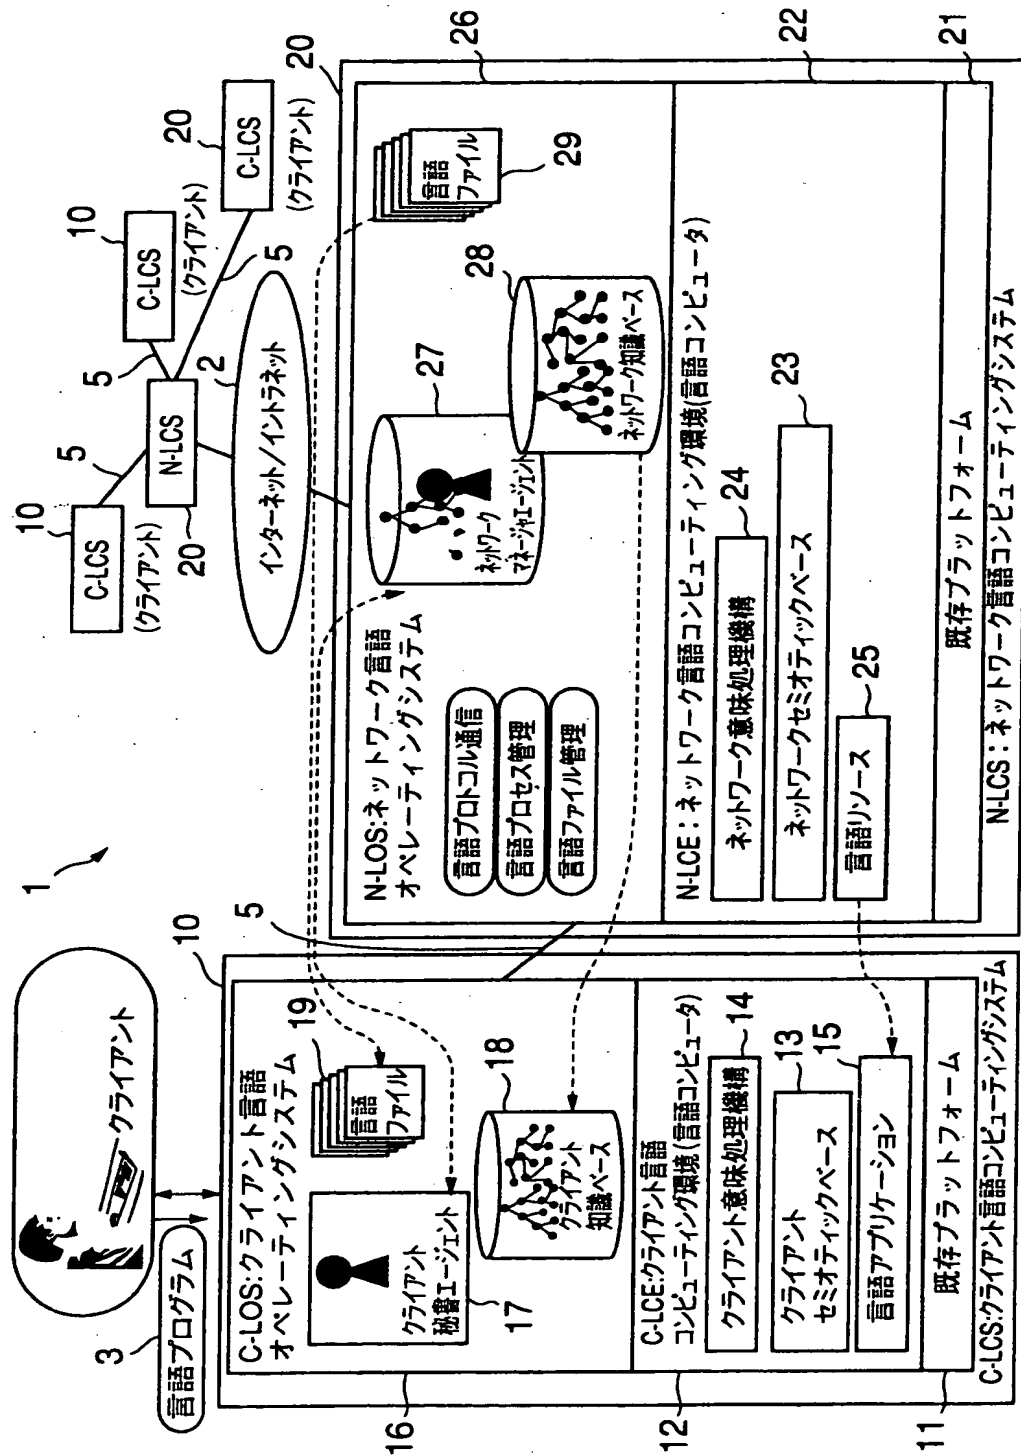 1
クライアント
3
言語プログラム
10
C-LCS
(クライアント)
5
N-LCS
20
5
10
C-LCS
(クライアント)
5
20
C-LCS
(クライアント)
2
インターネット/イントラネット
10
16
C-LOS:クライアント言語
オペレーティングシステム
クライアント
秘書エージェント
17
19
言語
ファイル
18
クライアント
知識ベース
12
C-LCE:クライアント言語
コンピューティング環境(言語コンピュータ)
クライアント意味処理機構
14
クライアント
セミオティックベース
13
15
言語アプリケーション
11
既存プラットフォーム
C-LCS:クライアント言語コンピューティングシステム
5
20
26
N-LOS:ネットワーク言語
オペレーティングシステム
言語プロトコル通信
言語プロセス管理
言語ファイル管理
27
ネットワーク
マネージャエージェント
28
ネットワーク知識ベース
言語
ファイル
29
22
N-LCE:ネットワーク言語コンピューティング環境(言語コンピュータ)
ネットワーク意味処理機構
24
ネットワークセミオティックベース
23
言語リソース
25
21
既存プラットフォーム
N-LCS:ネットワーク言語コンピューティングシステム